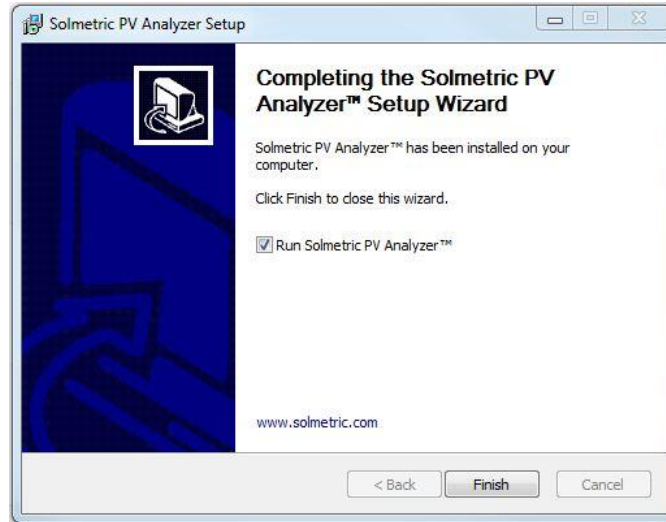 Solmetric PV Analyzer Setup
Completing the Solmetric PV
Analyzer™ Setup Wizard
Solmetric PV Analyzer™ has been installed on your
computer.
Click Finish to close this wizard.
Run Solmetric PV Analyzer™
www.solmetric.com
< Back Finish Cancel